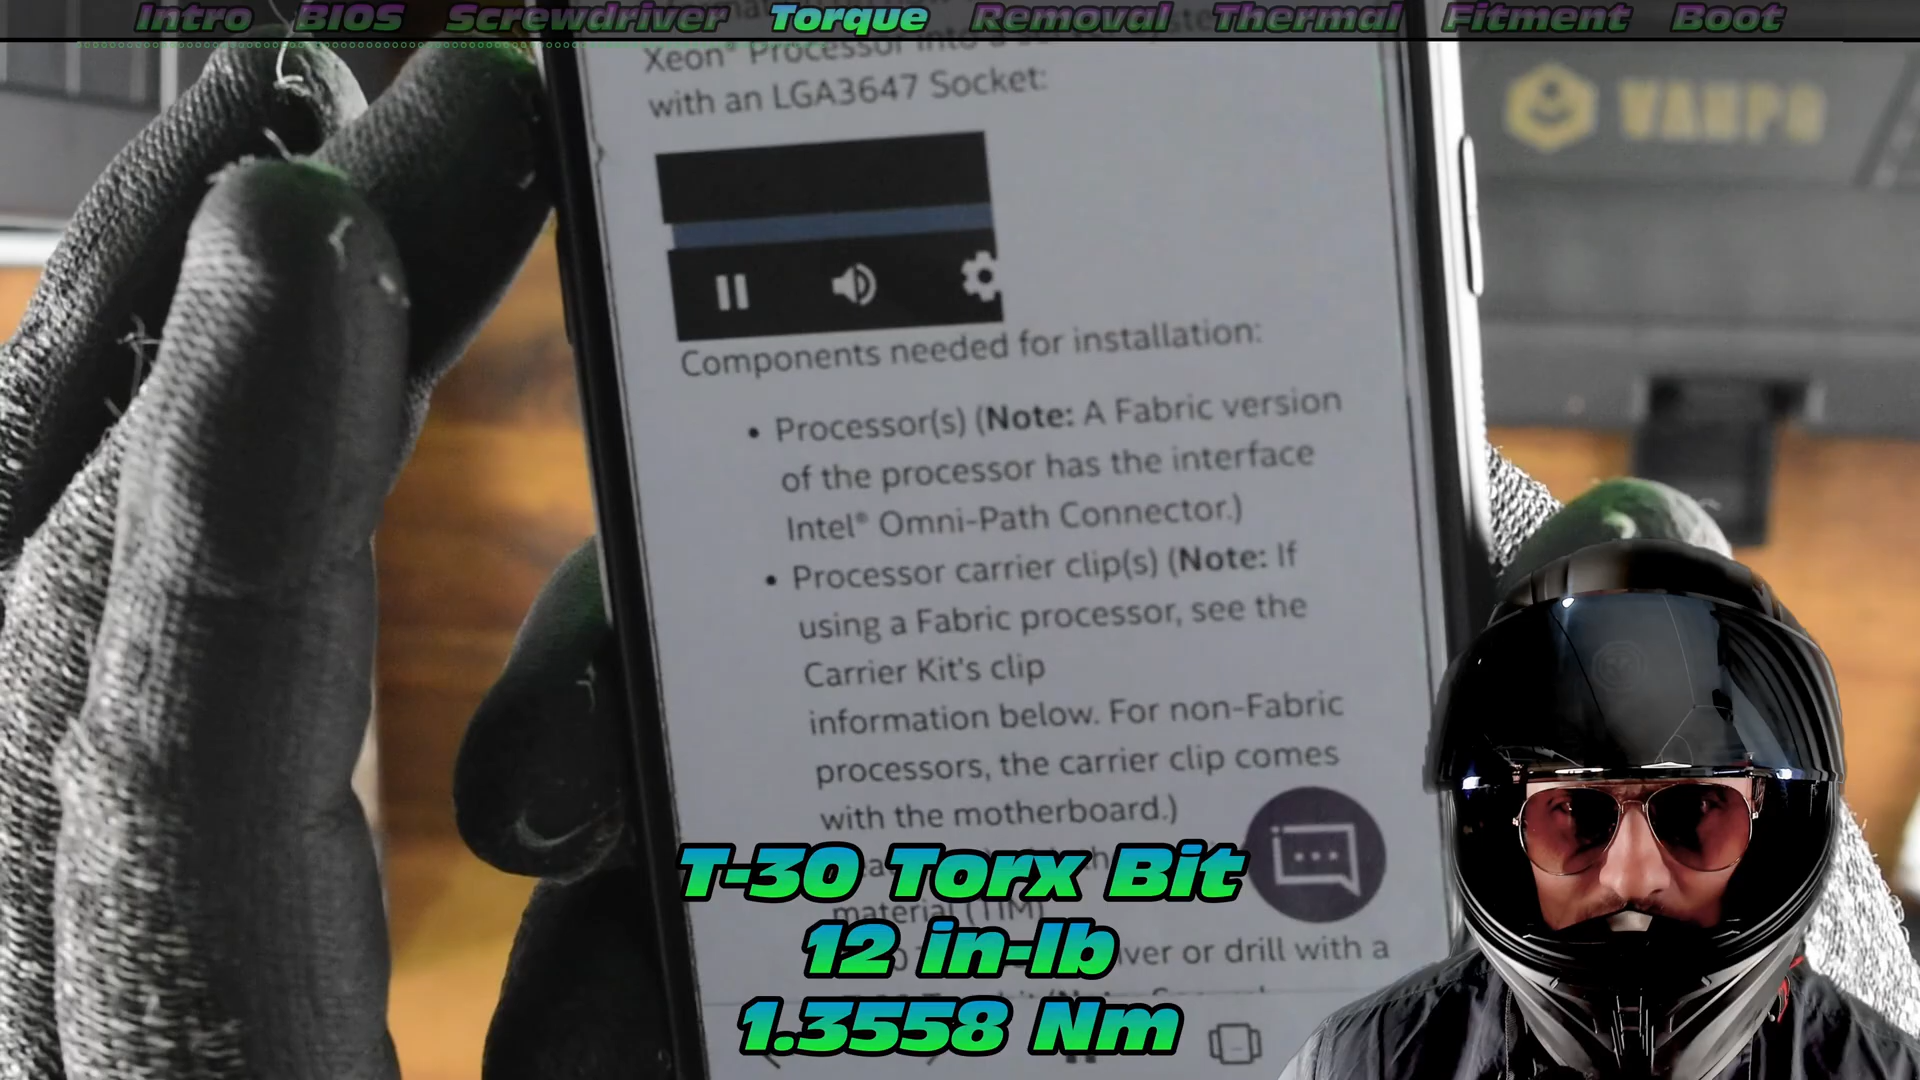 Intro BIOS Screwdriver Torque Removal Thermal Fitment Boot
Xeon® Processor into a
with an LGA3647 Socket:
VANPO
Components needed for installation:
• Processor(s) (Note: A Fabric version
of the processor has the interface
Intel® Omni-Path Connector.)
• Processor carrier clip(s) (Note: If
using a Fabric processor, see the
Carrier Kit's clip
information below. For non-Fabric
processors, the carrier clip comes
with the motherboard.)
T-30 Torx Bit
material (TIM)
12 in-lb
or drill with a
1.3558 Nm